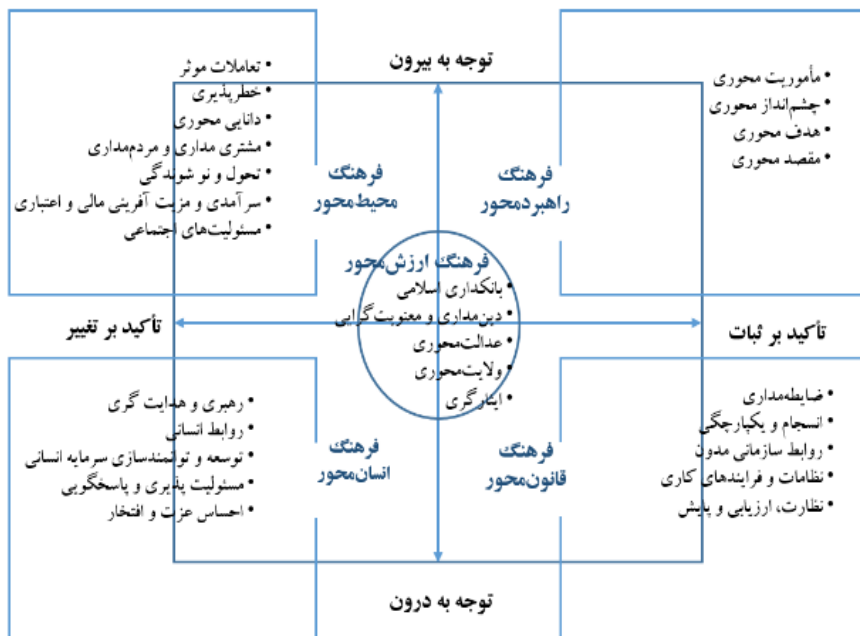 توجه به بیرون
• مأموریت محوری
• چشم‌انداز محوری
• هدف محوری
• مقصد محوری
فرهنگ
راهبردمحور
• تعاملات موثر
• خطرپذیری
• دانایی محوری
• مشتری مداری و مردم‌مداری
• تحول و نو شوندگی
• سرآمدی و مزیت آفرینی مالی و اعتباری
• مسئولیت‌های اجتماعی
فرهنگ
محیط‌محور
فرهنگ ارزش‌محور
• بانکداری اسلامی
• دین‌مداری و معنویت‌گرایی
• عدالت‌محوری
• ولایت‌محوری
• ایثارگری
تأکید بر ثبات
تأکید بر تغییر
• ضابطه‌مداری
• انسجام و یکپارچگی
• روابط سازمانی مدون
• نظامات و فرایندهای کاری
• نظارت، ارزیابی و پایش
فرهنگ
قانون‌محور
• رهبری و هدایت گری
• روابط انسانی
• توسعه و توانمندسازی سرمایه انسانی
• مسئولیت پذیری و پاسخگویی
• احساس عزت و افتخار
فرهنگ
انسان‌محور
توجه به درون